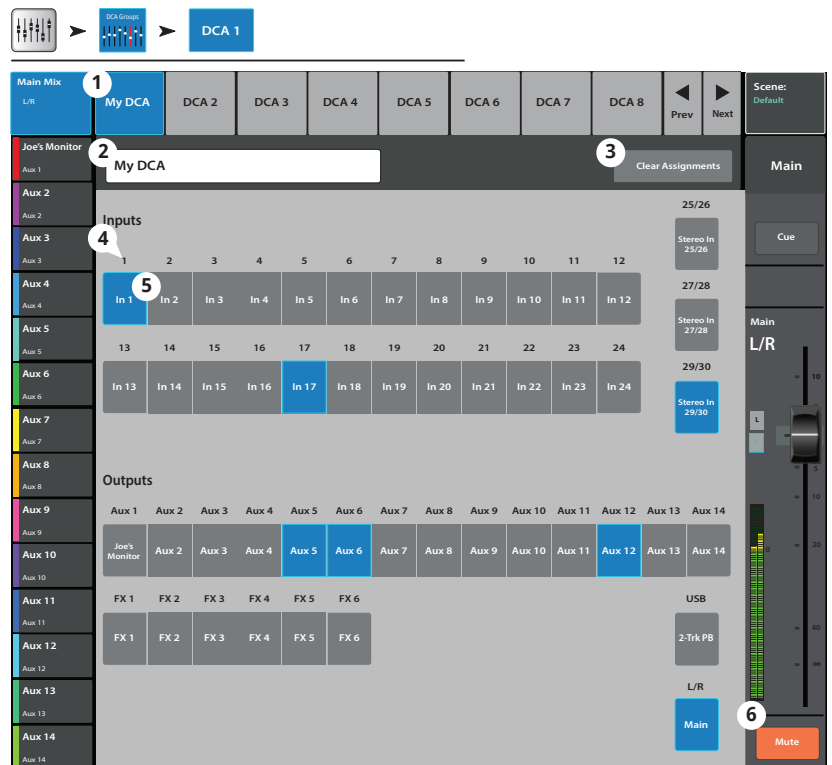 DCA Groups
DCA 1
Main Mix
L/R
1
My DCA
DCA 2
DCA 3
DCA 4
DCA 5
DCA 6
DCA 7
DCA 8
Prev
Next
Scene:
Default
Joe's Monitor
Aux 1
Aux 2
Aux 2
Aux 3
Aux 3
Aux 4
Aux 4
Aux 5
Aux 5
Aux 6
Aux 6
Aux 7
Aux 7
Aux 8
Aux 8
Aux 9
Aux 9
Aux 10
Aux 10
Aux 11
Aux 11
Aux 12
Aux 12
Aux 13
Aux 13
Aux 14
Aux 14
2
My DCA
3
Clear Assignments
Inputs
4
1 2 3 4 5 6 7 8 9 10 11 12
5
In 1 In 2 In 3 In 4 In 5 In 6 In 7 In 8 In 9 In 10 In 11 In 12
13 14 15 16 17 18 19 20 21 22 23 24
In 13 In 14 In 15 In 16 In 17 In 18 In 19 In 20 In 21 In 22 In 23 In 24
25/26
Stereo In
25/26
27/28
Stereo In
27/28
29/30
Stereo In
29/30
Outputs
Aux 1 Aux 2 Aux 3 Aux 4 Aux 5 Aux 6 Aux 7 Aux 8 Aux 9 Aux 10 Aux 11 Aux 12 Aux 13 Aux 14
Joe's
Monitor
Aux 2 Aux 3 Aux 4 Aux 5 Aux 6 Aux 7 Aux 8 Aux 9 Aux 10 Aux 11 Aux 12 Aux 13 Aux 14
FX 1 FX 2 FX 3 FX 4 FX 5 FX 6
FX 1 FX 2 FX 3 FX 4 FX 5 FX 6
USB
2-Trk PB
L/R
Main
Main
Cue
Main
L/R
10
L
5
10
20
40
∞
6
Mute